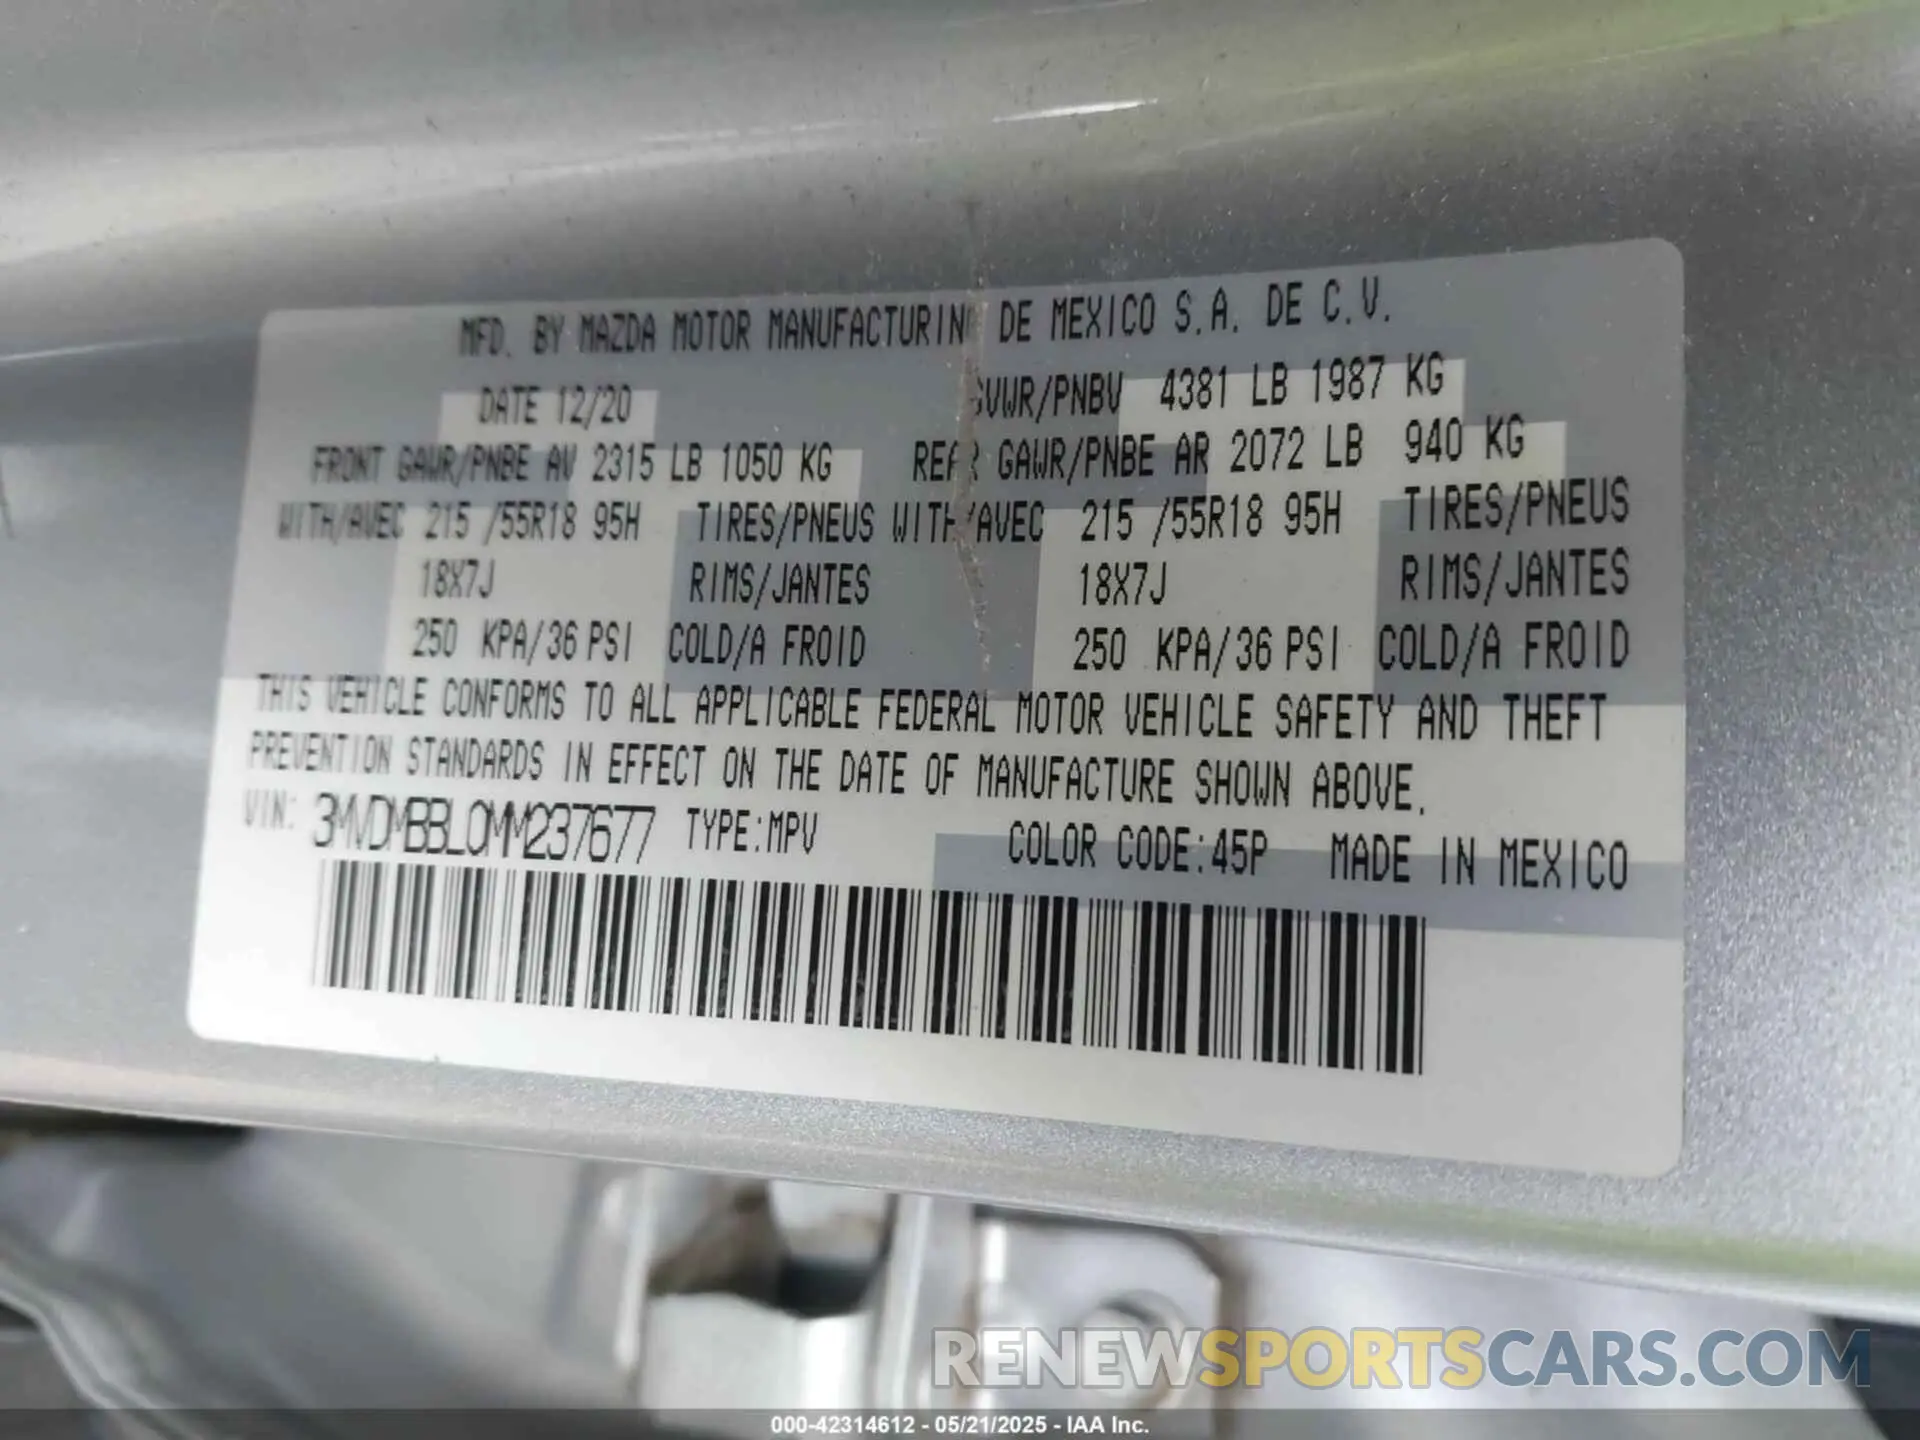 MFD. BY MAZDA MOTOR MANUFACTURING DE MEXICO S.A. DE C.V.
DATE 12/20 GVWR/PNBV 4381 LB 1987 KG
FRONT GAWR/PNBE AV 2315 LB 1050 KG REAR GAWR/PNBE AR 2072 LB 940 KG
WITH/AVEC 215 /55R18 95H TIRES/PNEUS WITH/AVEC 215 /55R18 95H TIRES/PNEUS
18X7J RIMS/JANTES 18X7J RIMS/JANTES
250 KPA/36 PSI COLD/A FROID 250 KPA/36 PSI COLD/A FROID
THIS VEHICLE CONFORMS TO ALL APPLICABLE FEDERAL MOTOR VEHICLE SAFETY AND THEFT
PREVENTION STANDARDS IN EFFECT ON THE DATE OF MANUFACTURE SHOWN ABOVE.
VIN: 3MVDMBBL0MM237677 TYPE:MPV COLOR CODE:45P MADE IN MEXICO
RENEWSPORTSCARS.COM
000-42314612 - 05/21/2025 - IAA Inc.